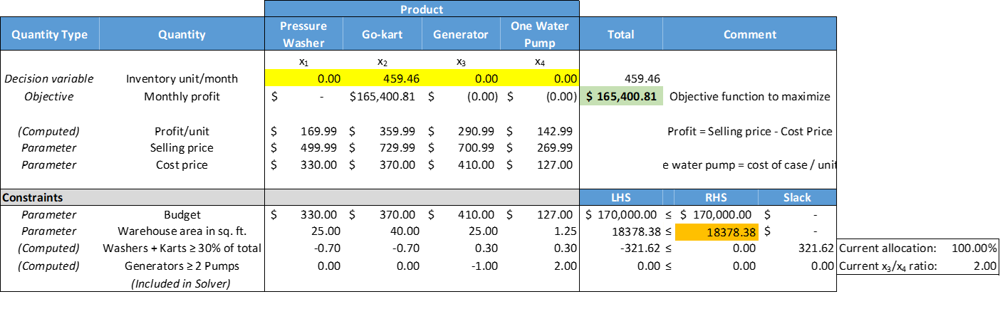 Product
Quantity Type Quantity Pressure Washer Go-kart Generator One Water Pump Total Comment
x₁ x₂ x₃ x₄
Decision variable Inventory unit/month 0.00 459.46 0.00 0.00 459.46
Objective Monthly profit $ - $165,400.81 $ (0.00) $ (0.00) $ 165,400.81 Objective function to maximize
(Computed) Profit/unit $ 169.99 $ 359.99 $ 290.99 $ 142.99 Profit = Selling price - Cost Price
Parameter Selling price $ 499.99 $ 729.99 $ 700.99 $ 269.99
Parameter Cost price $ 330.00 $ 370.00 $ 410.00 $ 127.00 e water pump = cost of case / unit
Constraints LHS RHS Slack
Parameter Budget $ 330.00 $ 370.00 $ 410.00 $ 127.00 $ 170,000.00 ≤ $ 170,000.00 $ -
Parameter Warehouse area in sq. ft. 25.00 40.00 25.00 1.25 18378.38 ≤ 18378.38 $ -
(Computed) Washers + Karts ≥ 30% of total -0.70 -0.70 0.30 0.30 -321.62 ≤ 0.00 321.62 Current allocation: 100.00%
(Computed) Generators ≥ 2 Pumps 0.00 0.00 -1.00 2.00 0.00 ≤ 0.00 0.00 Current x₃/x₄ ratio: 2.00
(Included in Solver)